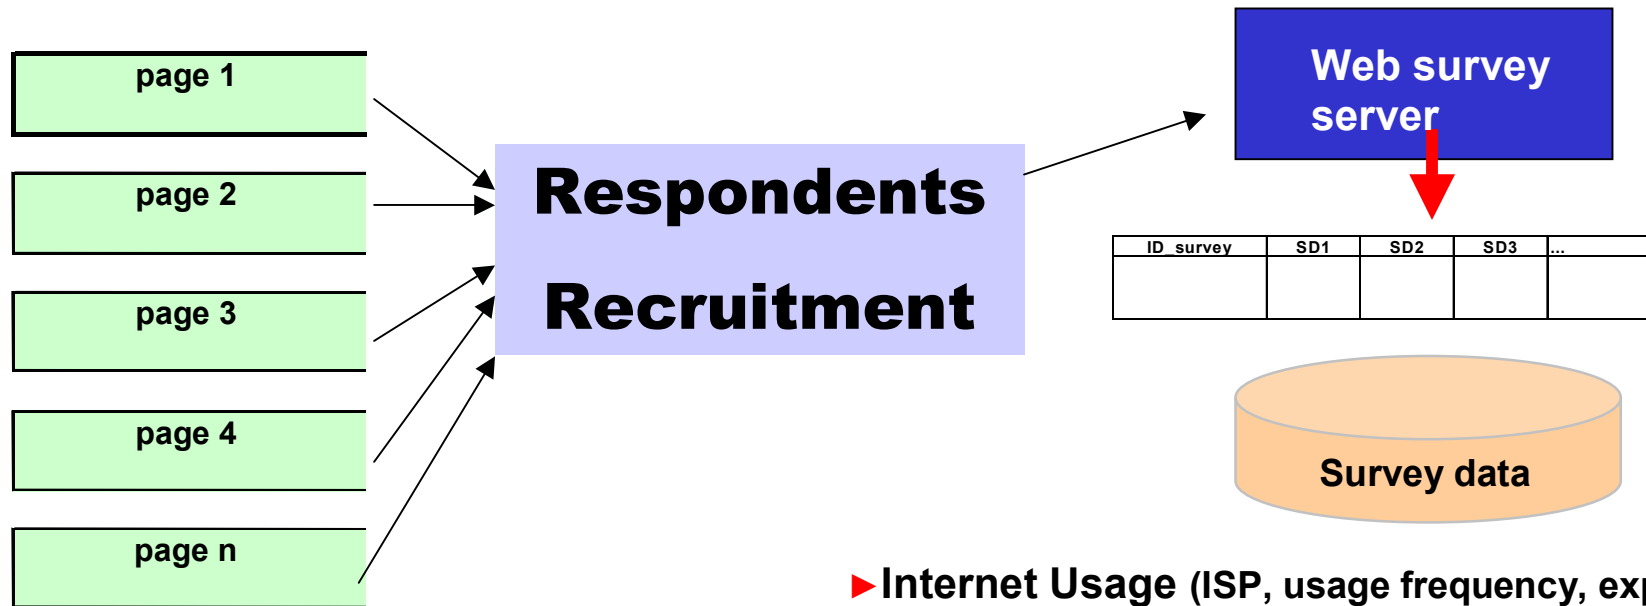 page 1
page 2
page 3
page 4
page n
Respondents
Recruitment
Web survey
server
ID_survey SD1 SD2 SD3 ...
Survey data
►Internet Usage (ISP, usage frequency,